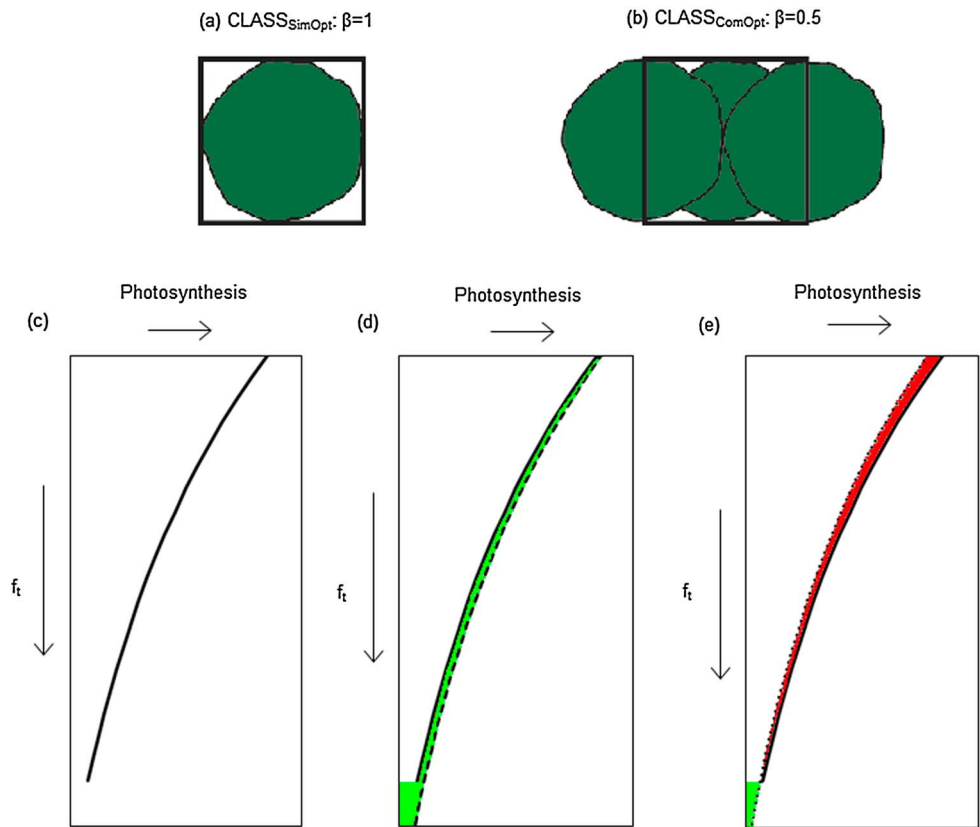 (a) CLASSSimOpt: β=1
(b) CLASSComOpt: β=0.5
Photosynthesis
(c)
ft
Photosynthesis
(d)
ft
Photosynthesis
(e)
ft